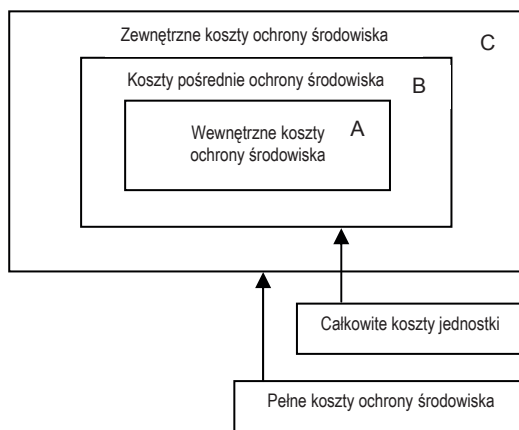 Zewnętrzne koszty ochrony środowiska
C
Koszty pośrednie ochrony środowiska
B
Wewnętrzne koszty
ochrony środowiska
A
Całkowite koszty jednostki
Pełne koszty ochrony środowiska